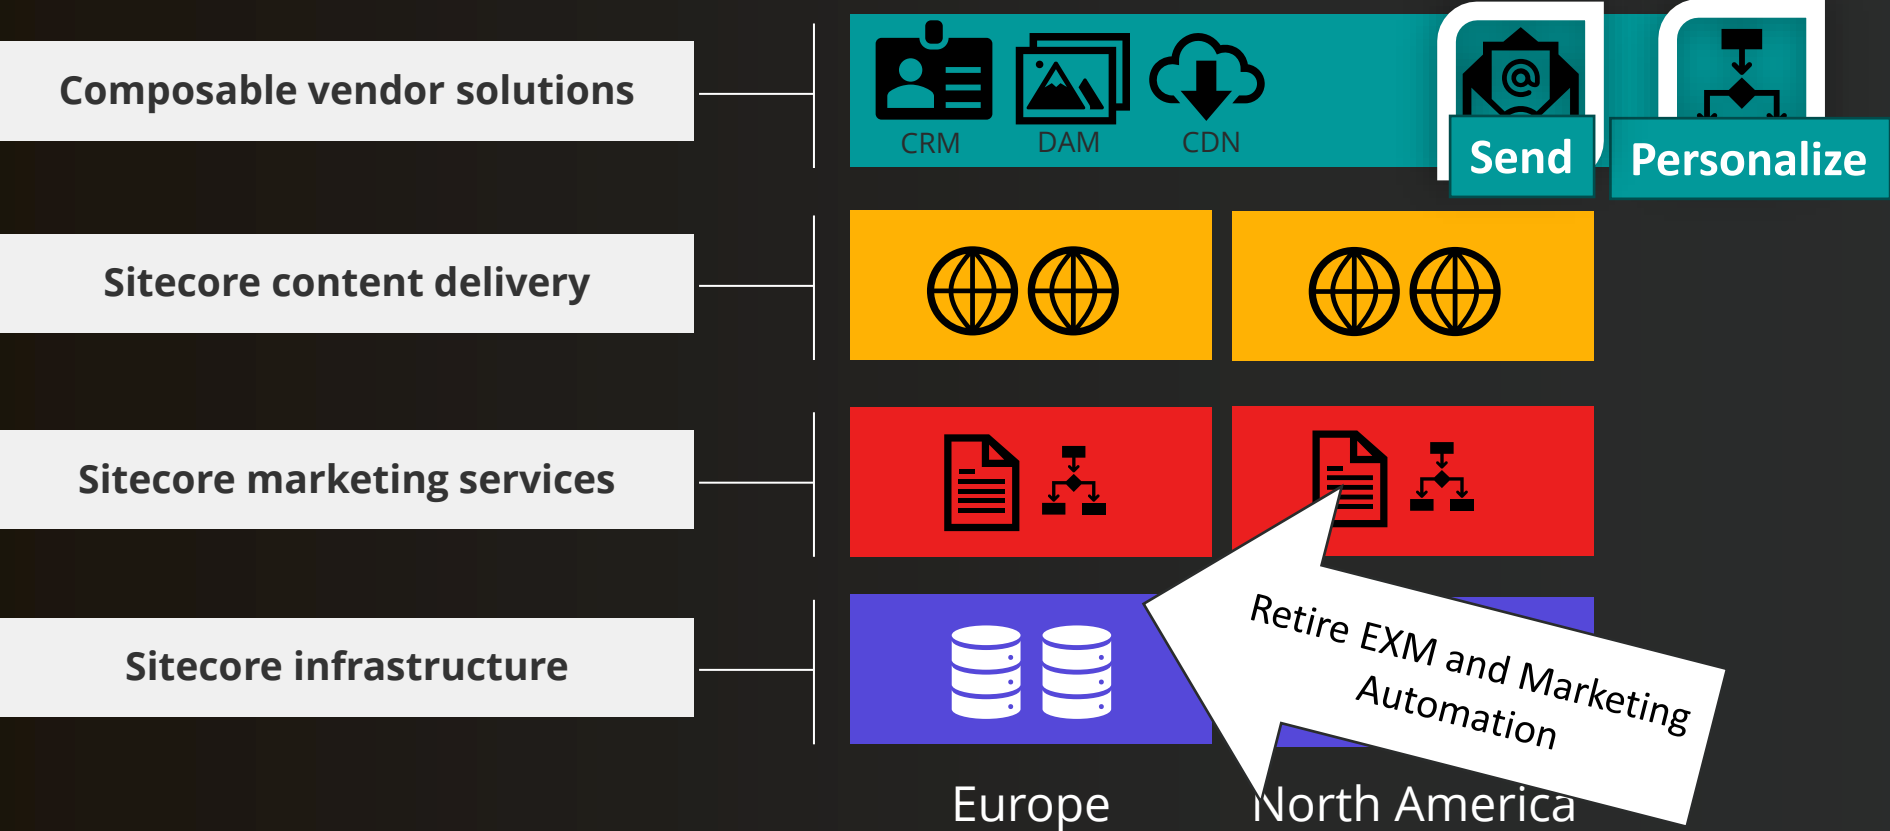 Composable vendor solutions
CRM
DAM
CDN
Send
Personalize
Sitecore content delivery
Sitecore marketing services
Sitecore infrastructure
Retire EXM and Marketing
Automation
Europe
North America